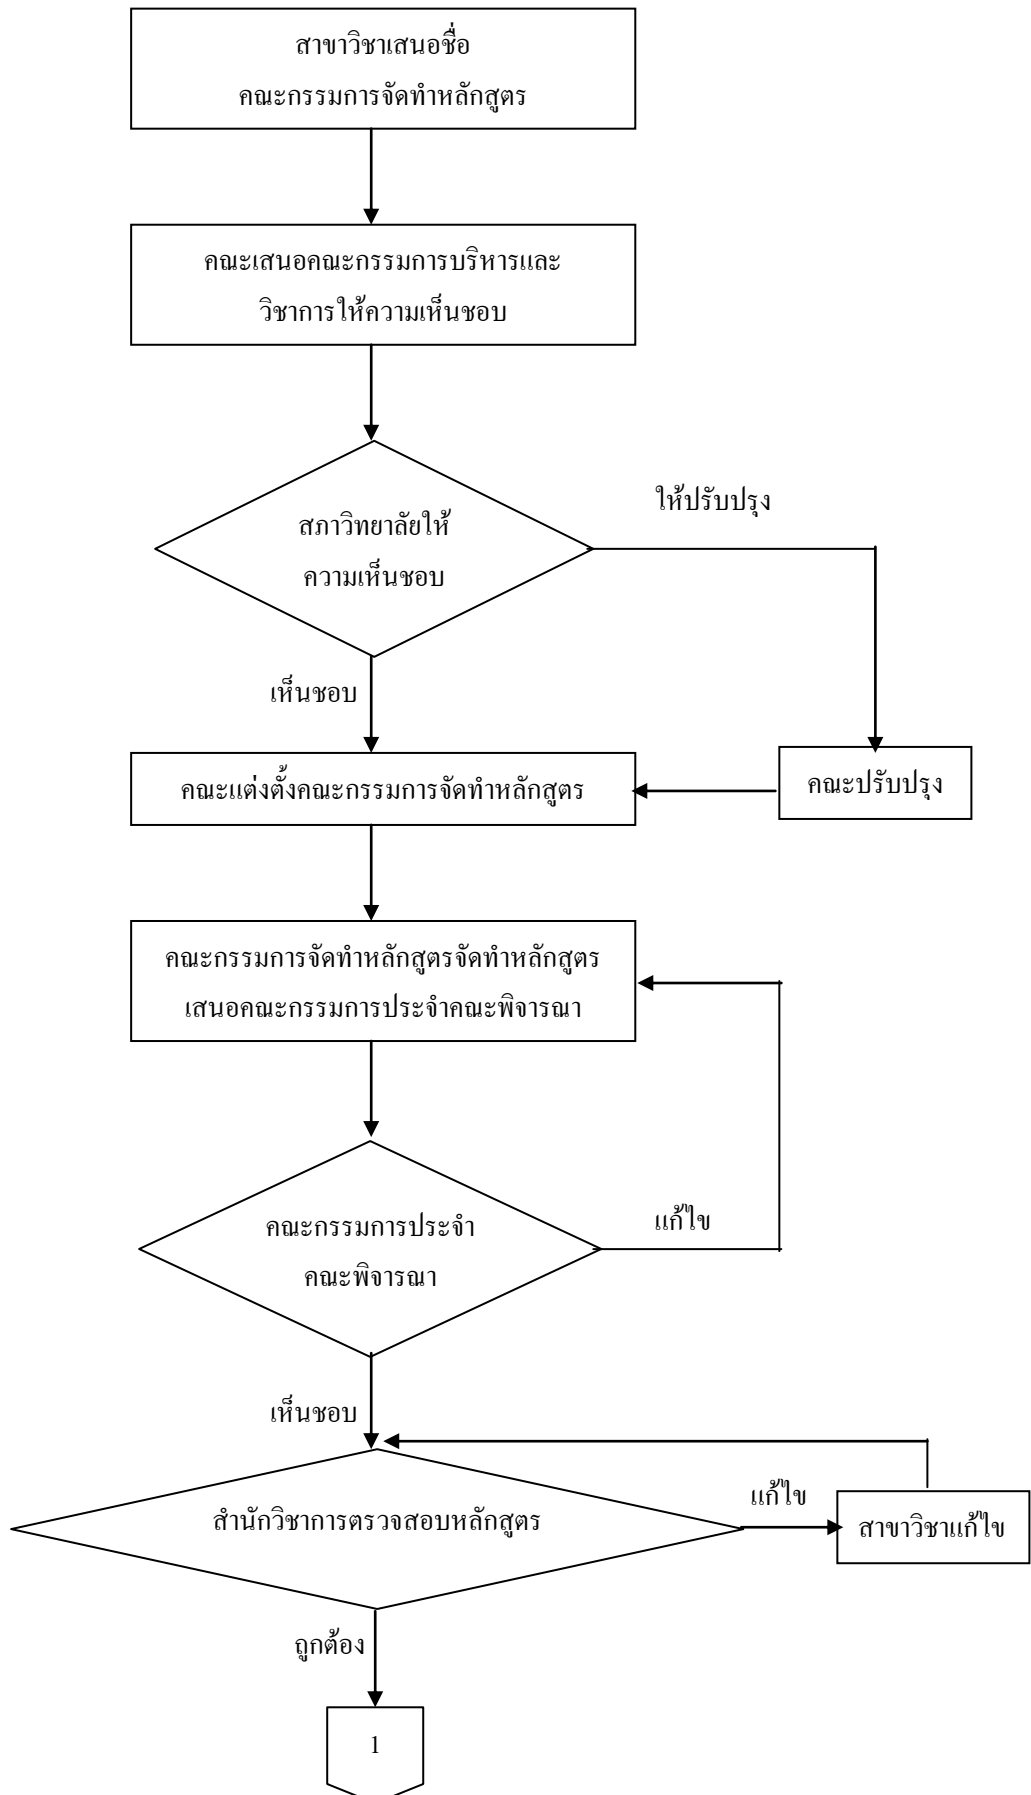 สาขาวิชาเสนอชื่อ
คณะกรรมการจัดทำหลักสูตร
คณะเสนอคณะกรรมการบริหารและ
วิชาการให้ความเห็นชอบ
ให้ปรับปรุง
สภาวิทยาลัยให้
ความเห็นชอบ
เห็นชอบ
คณะแต่งตั้งคณะกรรมการจัดทำหลักสูตร
คณะปรับปรุง
คณะกรรมการจัดทำหลักสูตรจัดทำหลักสูตร
เสนอคณะกรรมการประจำคณะพิจารณา
คณะกรรมการประจำ
คณะพิจารณา
แก้ไข
เห็นชอบ
สำนักวิชาการตรวจสอบหลักสูตร
แก้ไข
สาขาวิชาแก้ไข
ถูกต้อง
1